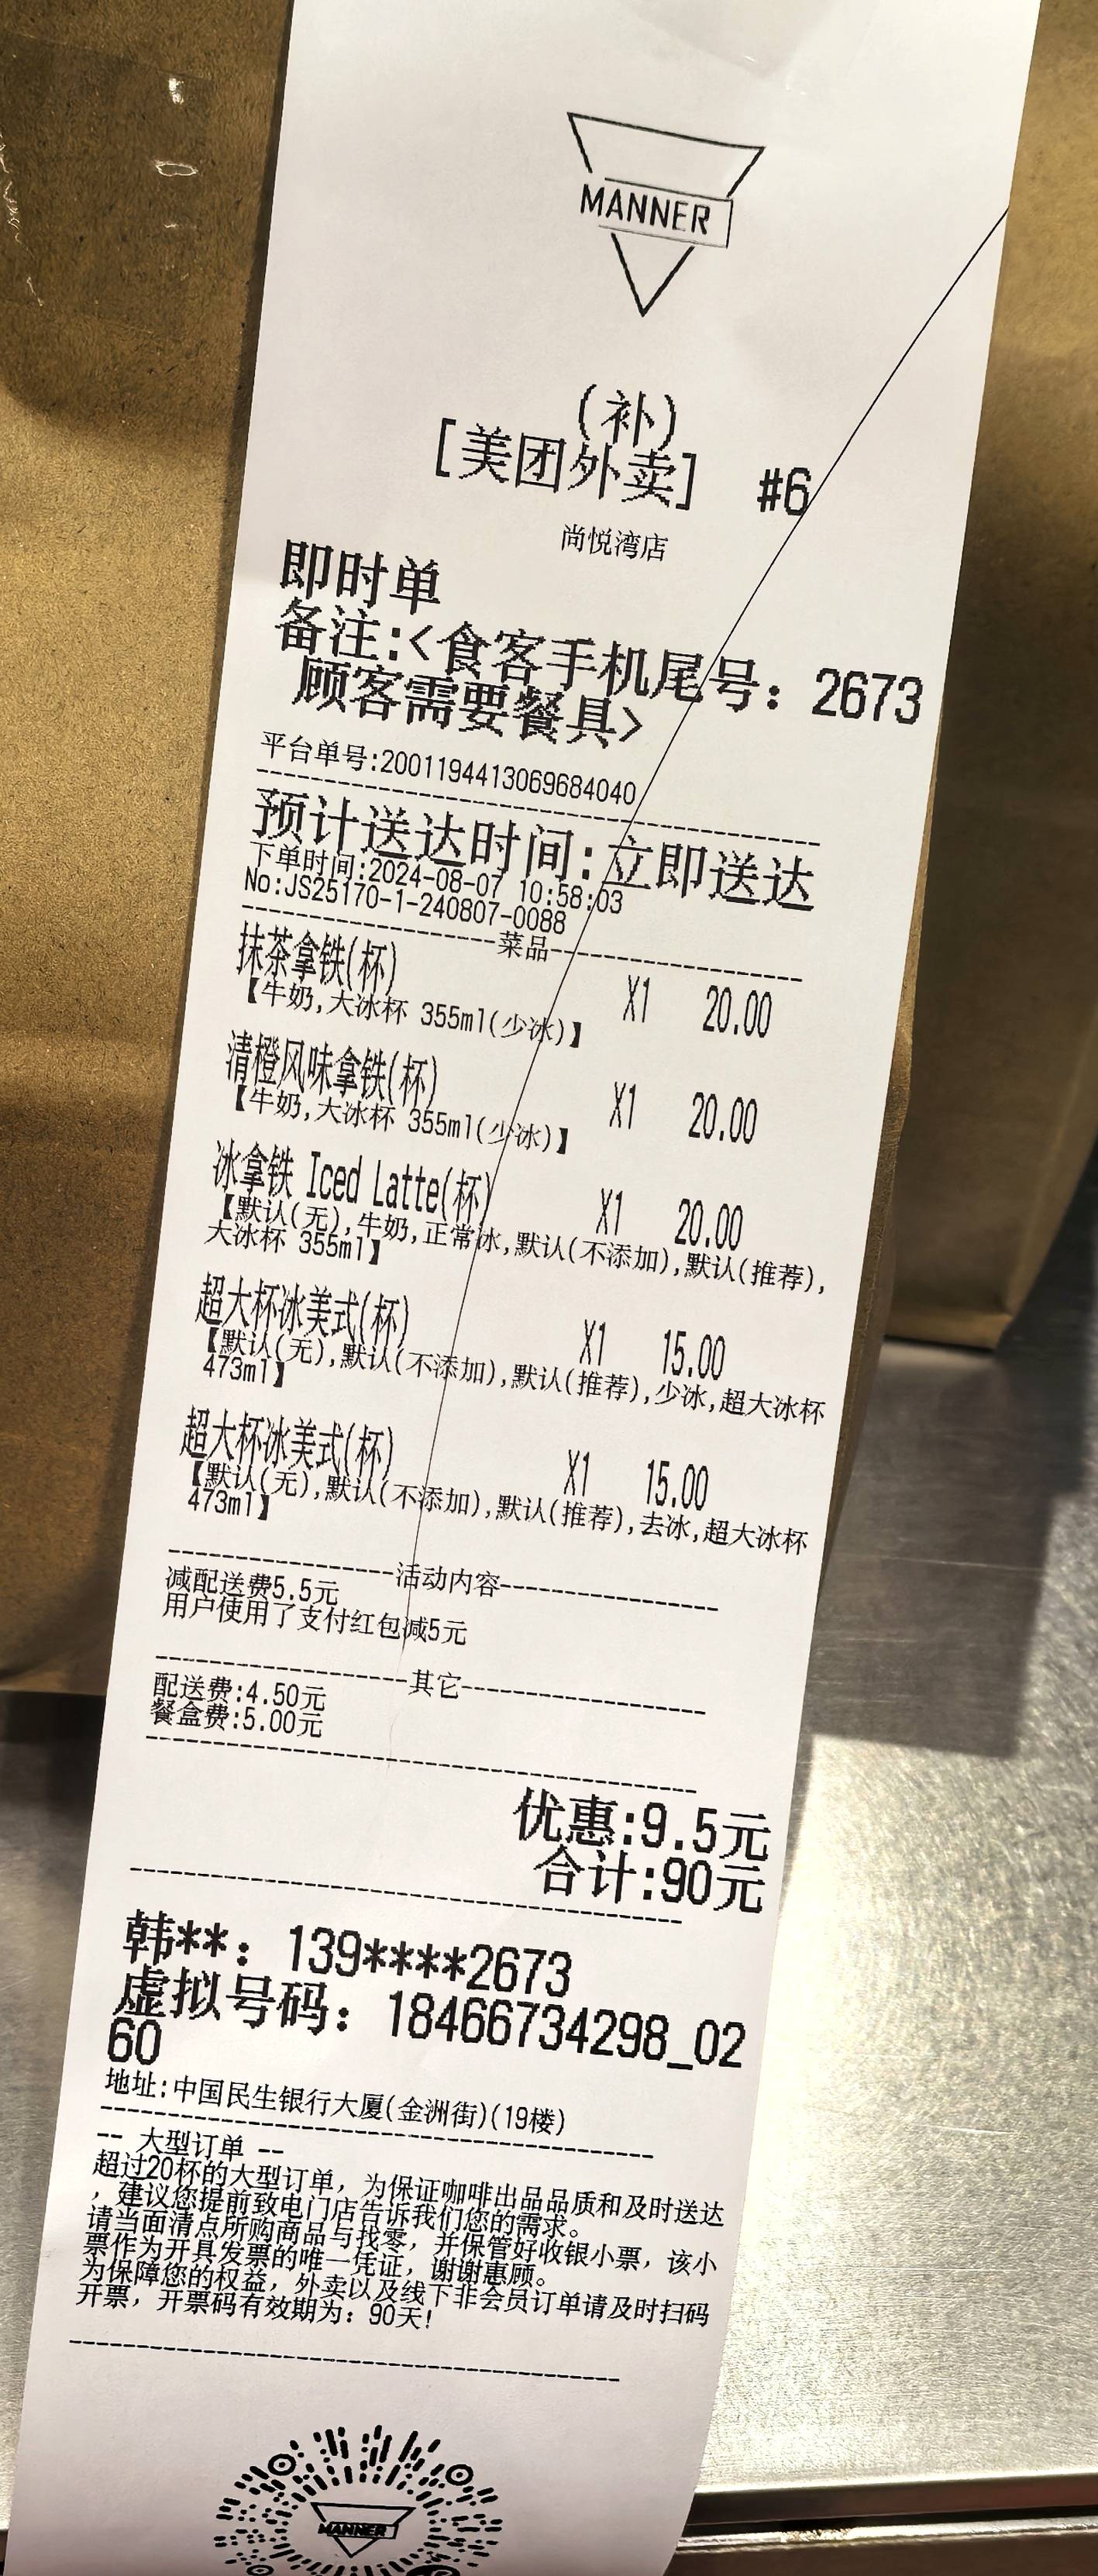 MANNER
(补)
[美团外卖] #6
尚悦湾店
即时单
备注:<食客手机尾号：2673
顾客需要餐具>
平台单号:2001194413069684040
预计送达时间:立即送达
下单时间:2024-08-07 10:58:03
No:JS25170-1-240807-0088
菜品
抹茶拿铁(杯) X1 20.00
【牛奶,大冰杯 355ml(少冰)】
清橙风味拿铁(杯) X1 20.00
【牛奶,大冰杯 355ml(少冰)】
冰拿铁 Iced Latte(杯) X1 20.00
【默认(无),牛奶,正常冰,默认(不添加),默认(推荐),
大冰杯 355ml】
超大杯冰美式(杯) X1 15.00
【默认(无),默认(不添加),默认(推荐),少冰,超大冰杯
473ml】
超大杯冰美式(杯) X1 15.00
【默认(无),默认(不添加),默认(推荐),去冰,超大冰杯
473ml】
活动内容
减配送费5.5元
用户使用了支付红包减5元
其它
配送费:4.50元
餐盒费:5.00元
优惠:9.5元
合计:90元
韩**：139****2673
虚拟号码：18466734298_02
60
地址:中国民生银行大厦(金洲街)(19楼)
-- 大型订单 --
超过20杯的大型订单，为保证咖啡出品品质和及时送达
，建议您提前致电门店告诉我们您的需求。
请当面清点所购商品与找零，并保管好收银小票，该小
票作为开具发票的唯一凭证，谢谢惠顾。
为保障您的权益，外卖以及线下非会员订单请及时扫码
开票，开票码有效期为：90天!
MANNER